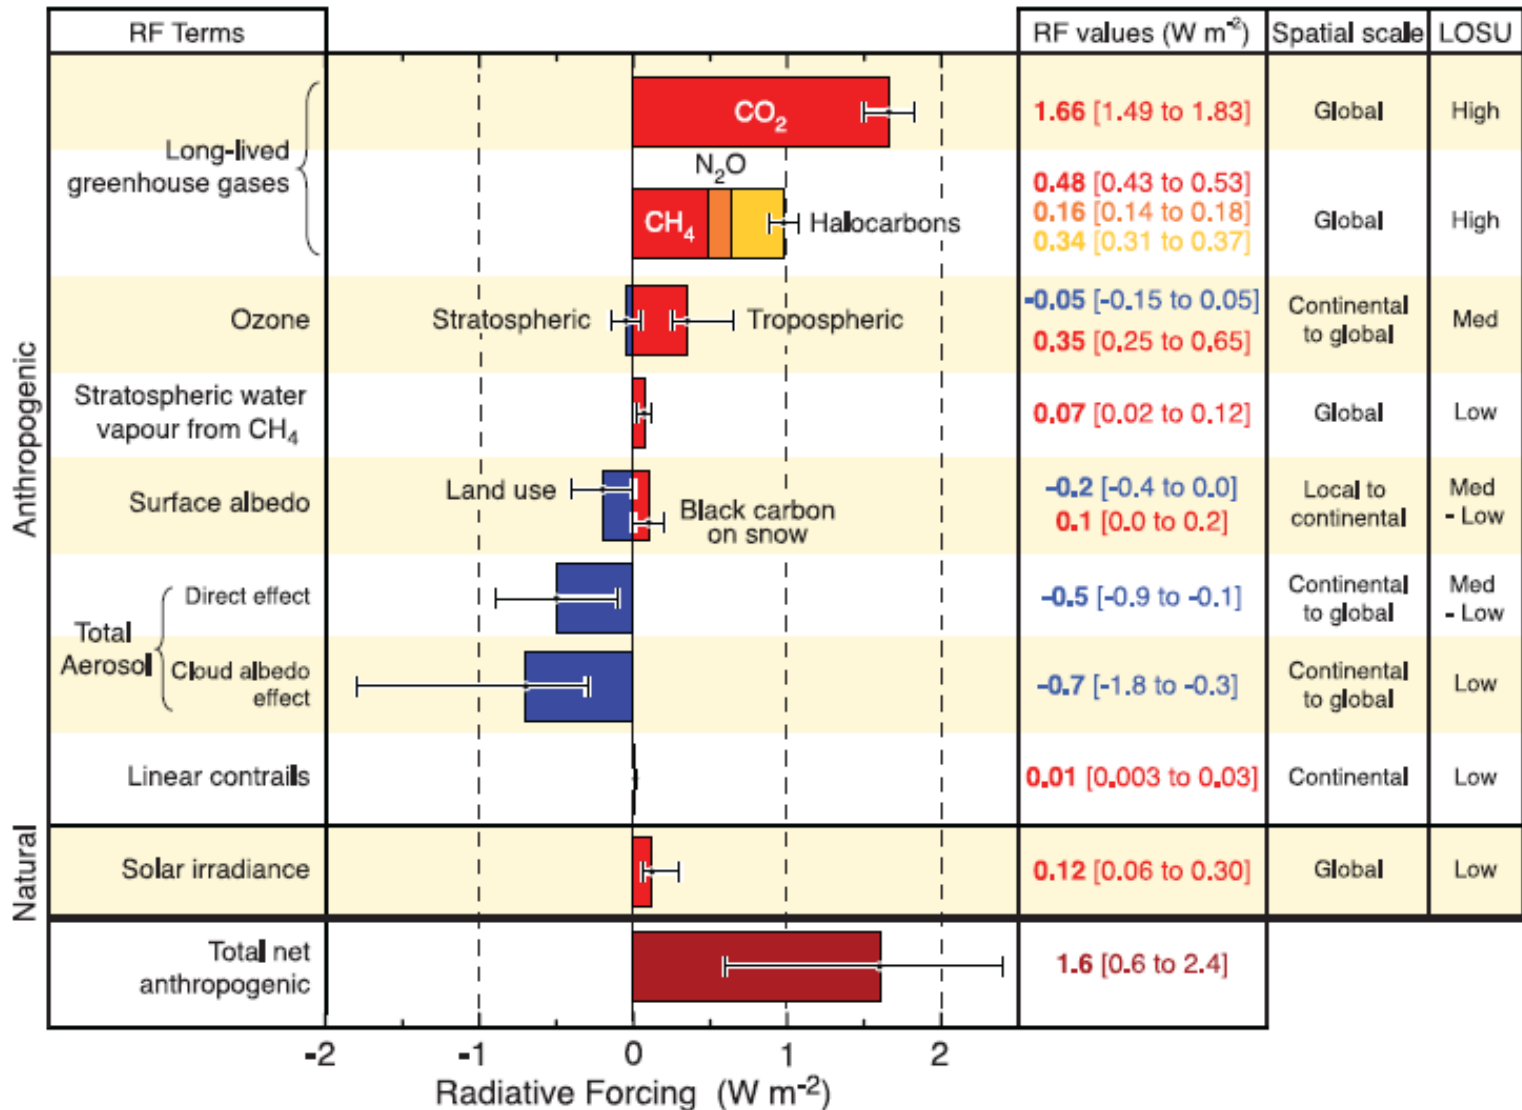 RF Terms
RF values (W m⁻²)
Spatial scale
LOSU
Anthropogenic
Long-lived
greenhouse gases
CO₂
1.66 [1.49 to 1.83]
Global
High
N₂O
CH₄
Halocarbons
0.48 [0.43 to 0.53]
0.16 [0.14 to 0.18]
0.34 [0.31 to 0.37]
Global
High
Ozone
Stratospheric
Tropospheric
-0.05 [-0.15 to 0.05]
0.35 [0.25 to 0.65]
Continental
to global
Med
Stratospheric water
vapour from CH₄
0.07 [0.02 to 0.12]
Global
Low
Surface albedo
Land use
Black carbon
on snow
-0.2 [-0.4 to 0.0]
0.1 [0.0 to 0.2]
Local to
continental
Med
- Low
Total
Aerosol
Direct effect
-0.5 [-0.9 to -0.1]
Continental
to global
Med
- Low
Cloud albedo
effect
-0.7 [-1.8 to -0.3]
Continental
to global
Low
Linear contrails
0.01 [0.003 to 0.03]
Continental
Low
Natural
Solar irradiance
0.12 [0.06 to 0.30]
Global
Low
Total net
anthropogenic
1.6 [0.6 to 2.4]
-2 -1 0 1 2
Radiative Forcing (W m⁻²)